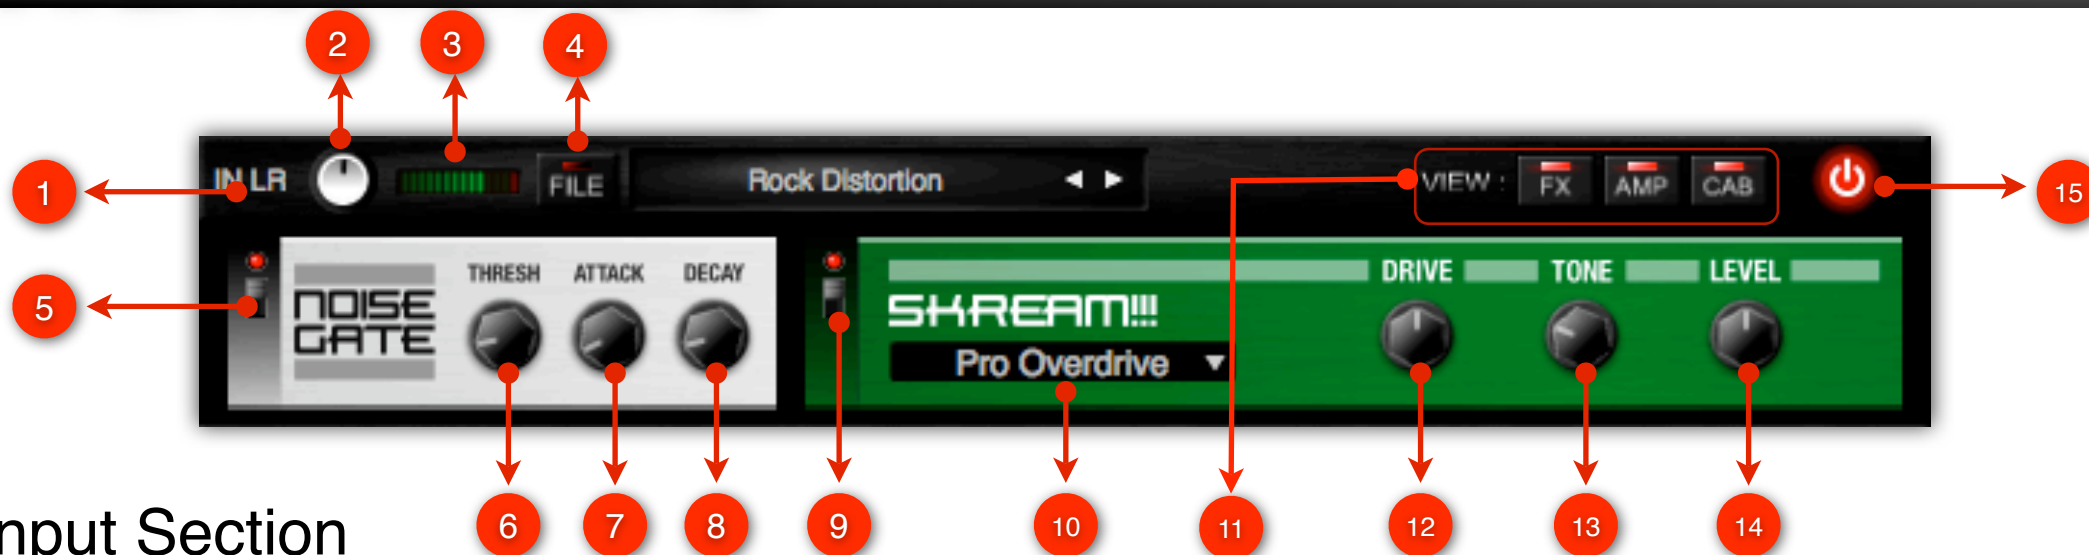 2 3 4
1 IN LR FILE Rock Distortion VIEW : FX AMP CAB 15
5 NOISE GATE THRESH ATTACK DECAY
SKREAM!!! DRIVE TONE LEVEL
Pro Overdrive
6 7 8 9 10 11 12 13 14
nput Section